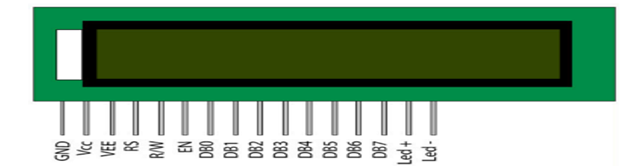 GND
Vcc
VEE
RS
R/W
EN
DB0
DB1
DB2
DB3
DB4
DB5
DB6
DB7
Led+
Led-